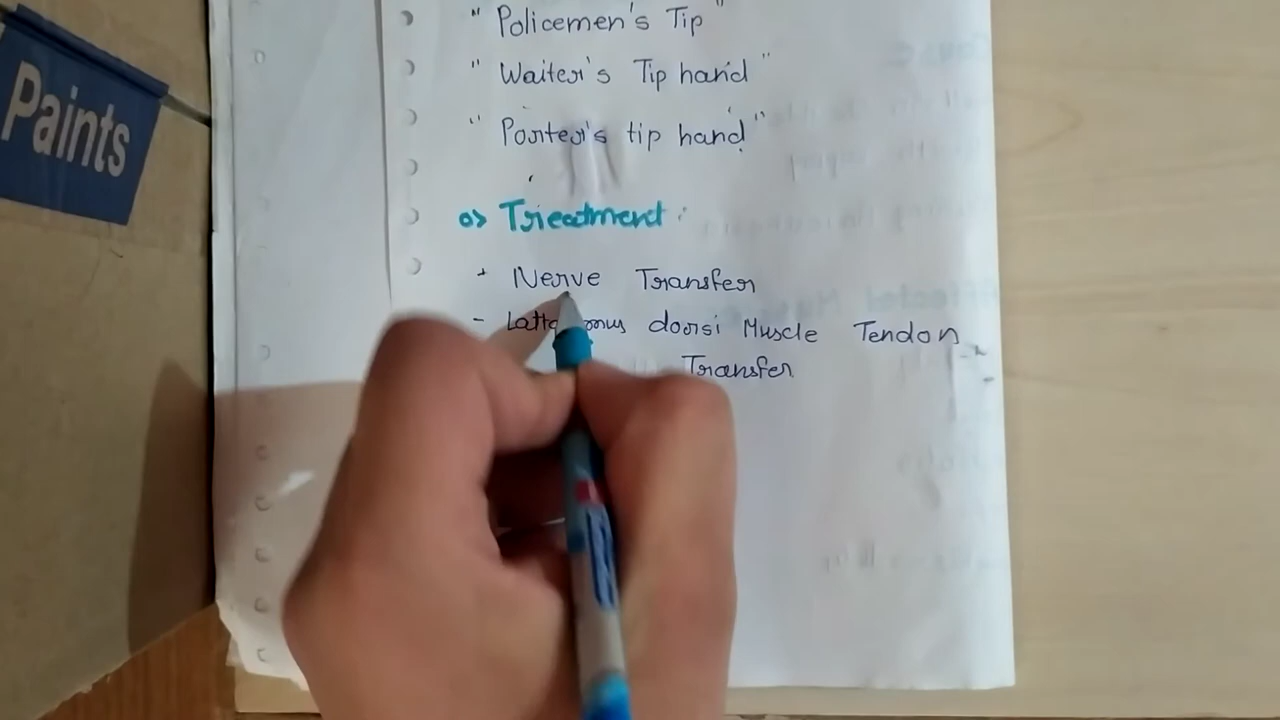 " Policemen's Tip "
" Waiter's Tip hand "
" Porter's tip hand "
Paints
Treatment :
Nerve Transfer
- dorsi Muscle Tendon
Transfer